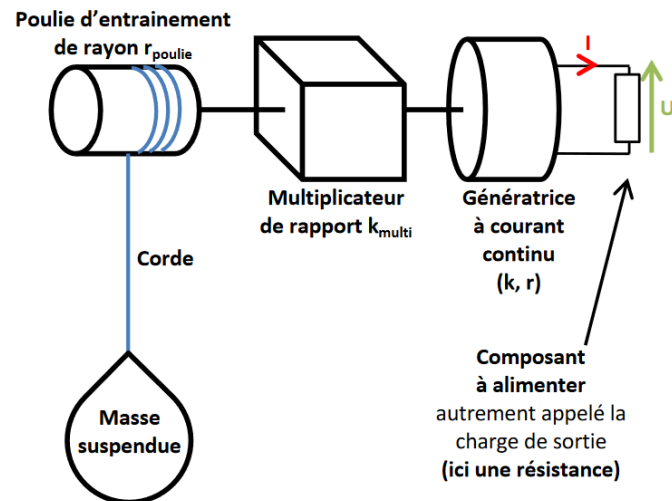 Poulie d'entrainement
de rayon rpoulie
I
U
Multiplicateur
de rapport kmulti
Génératrice
à courant
continu
(k, r)
Corde
Masse
suspendue
Composant
à alimenter
autrement appelé la
charge de sortie
(ici une résistance)